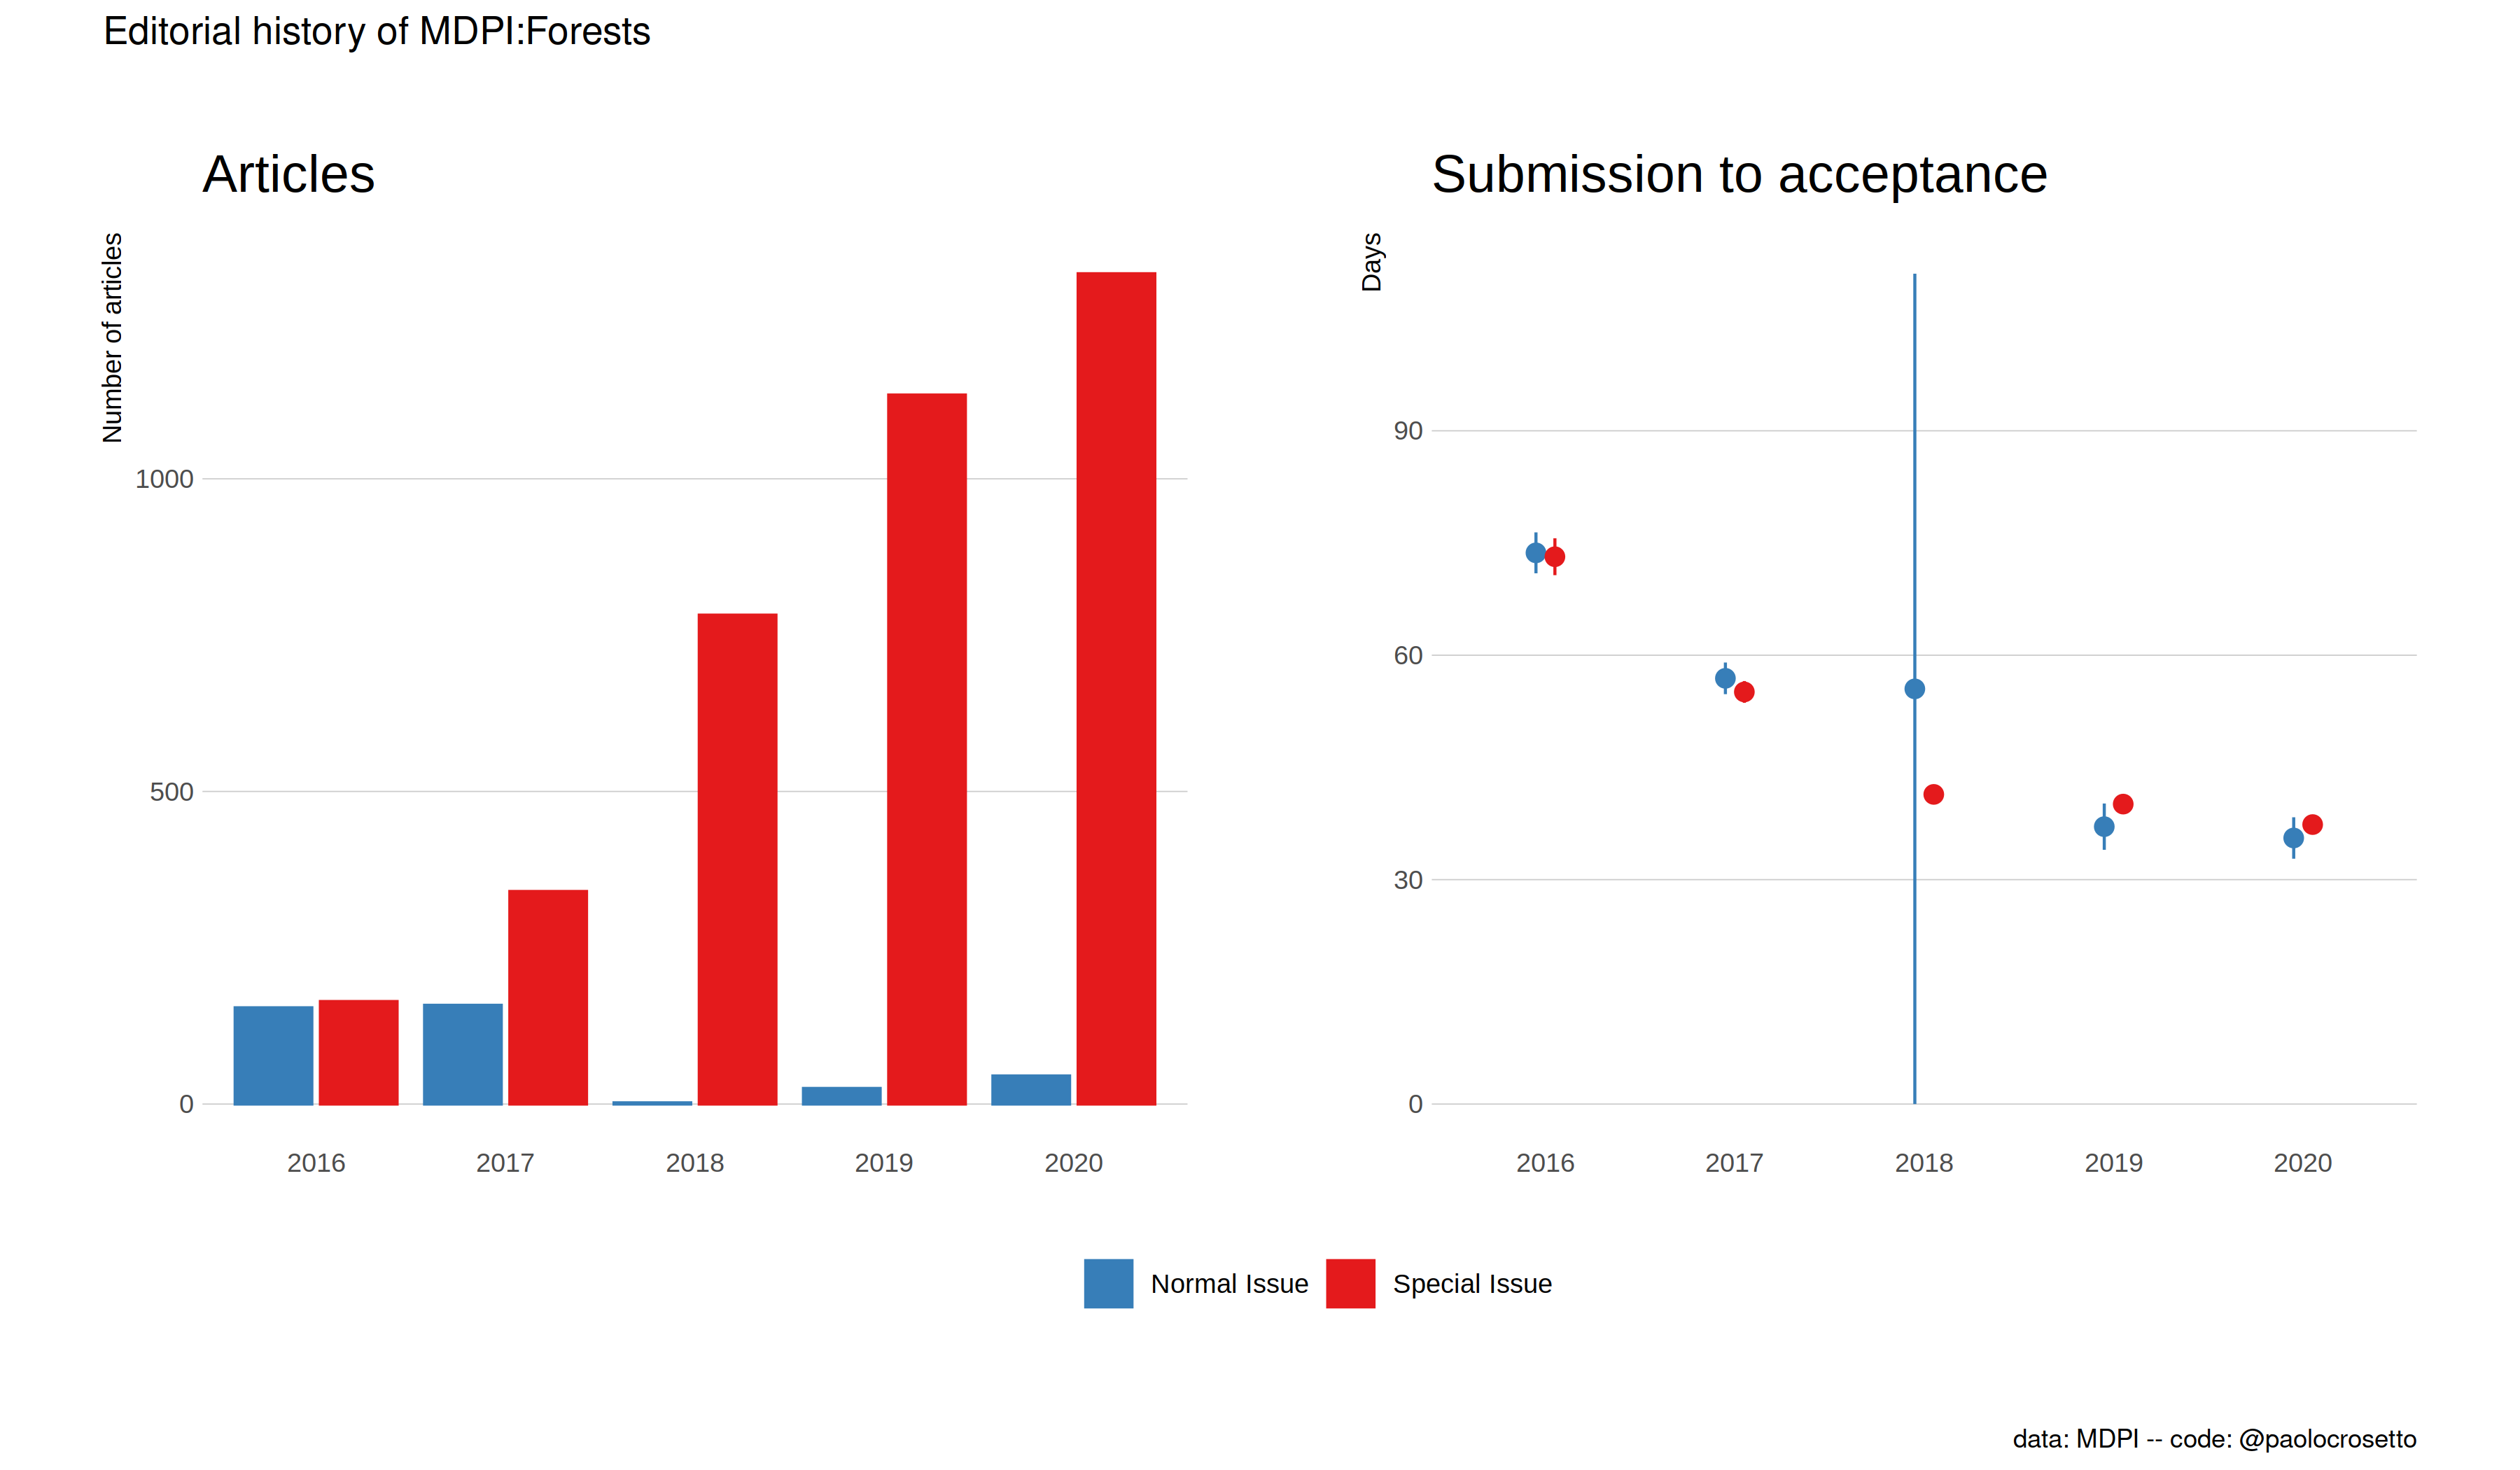 Editorial history of MDPI:Forests
Articles
Number of articles
1000
500
0
2016 2017 2018 2019 2020
Submission to acceptance
Days
90
60
30
0
2016 2017 2018 2019 2020
Normal Issue Special Issue
data: MDPI -- code: @paolocrosetto